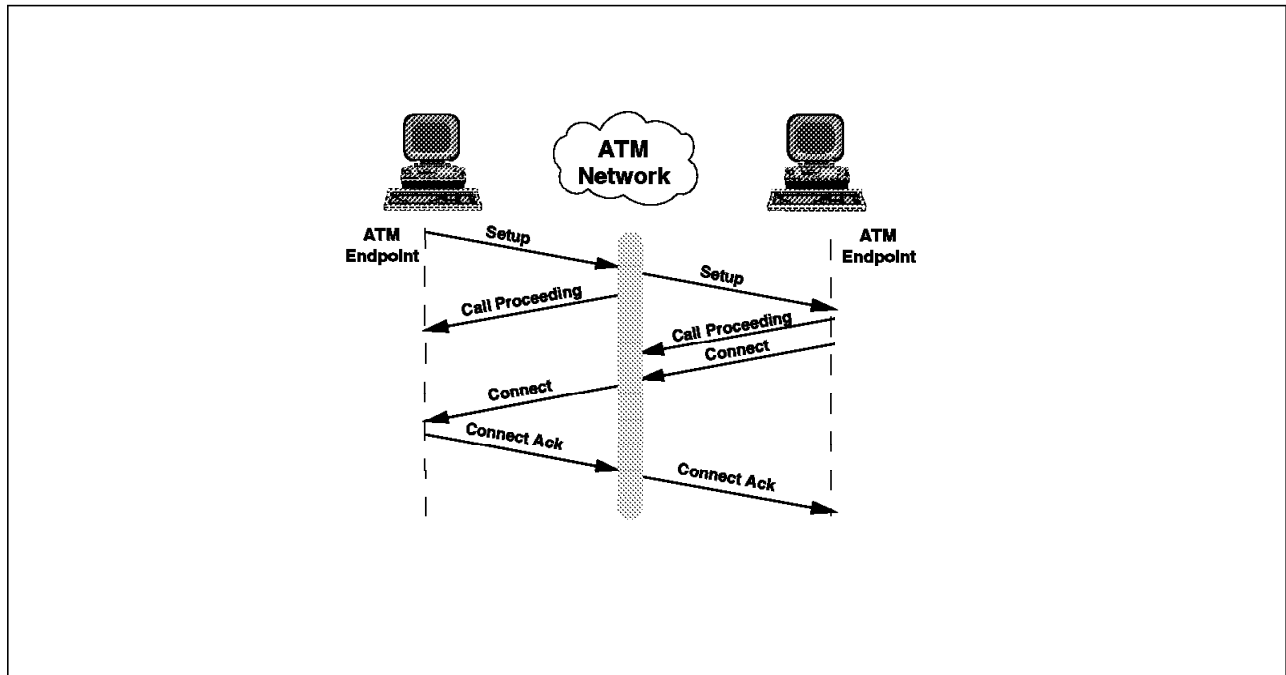 ATM
Network
ATM
Endpoint
ATM
Endpoint
Setup
Setup
Call Proceeding
Call Proceeding
Connect
Connect
Connect Ack
Connect Ack